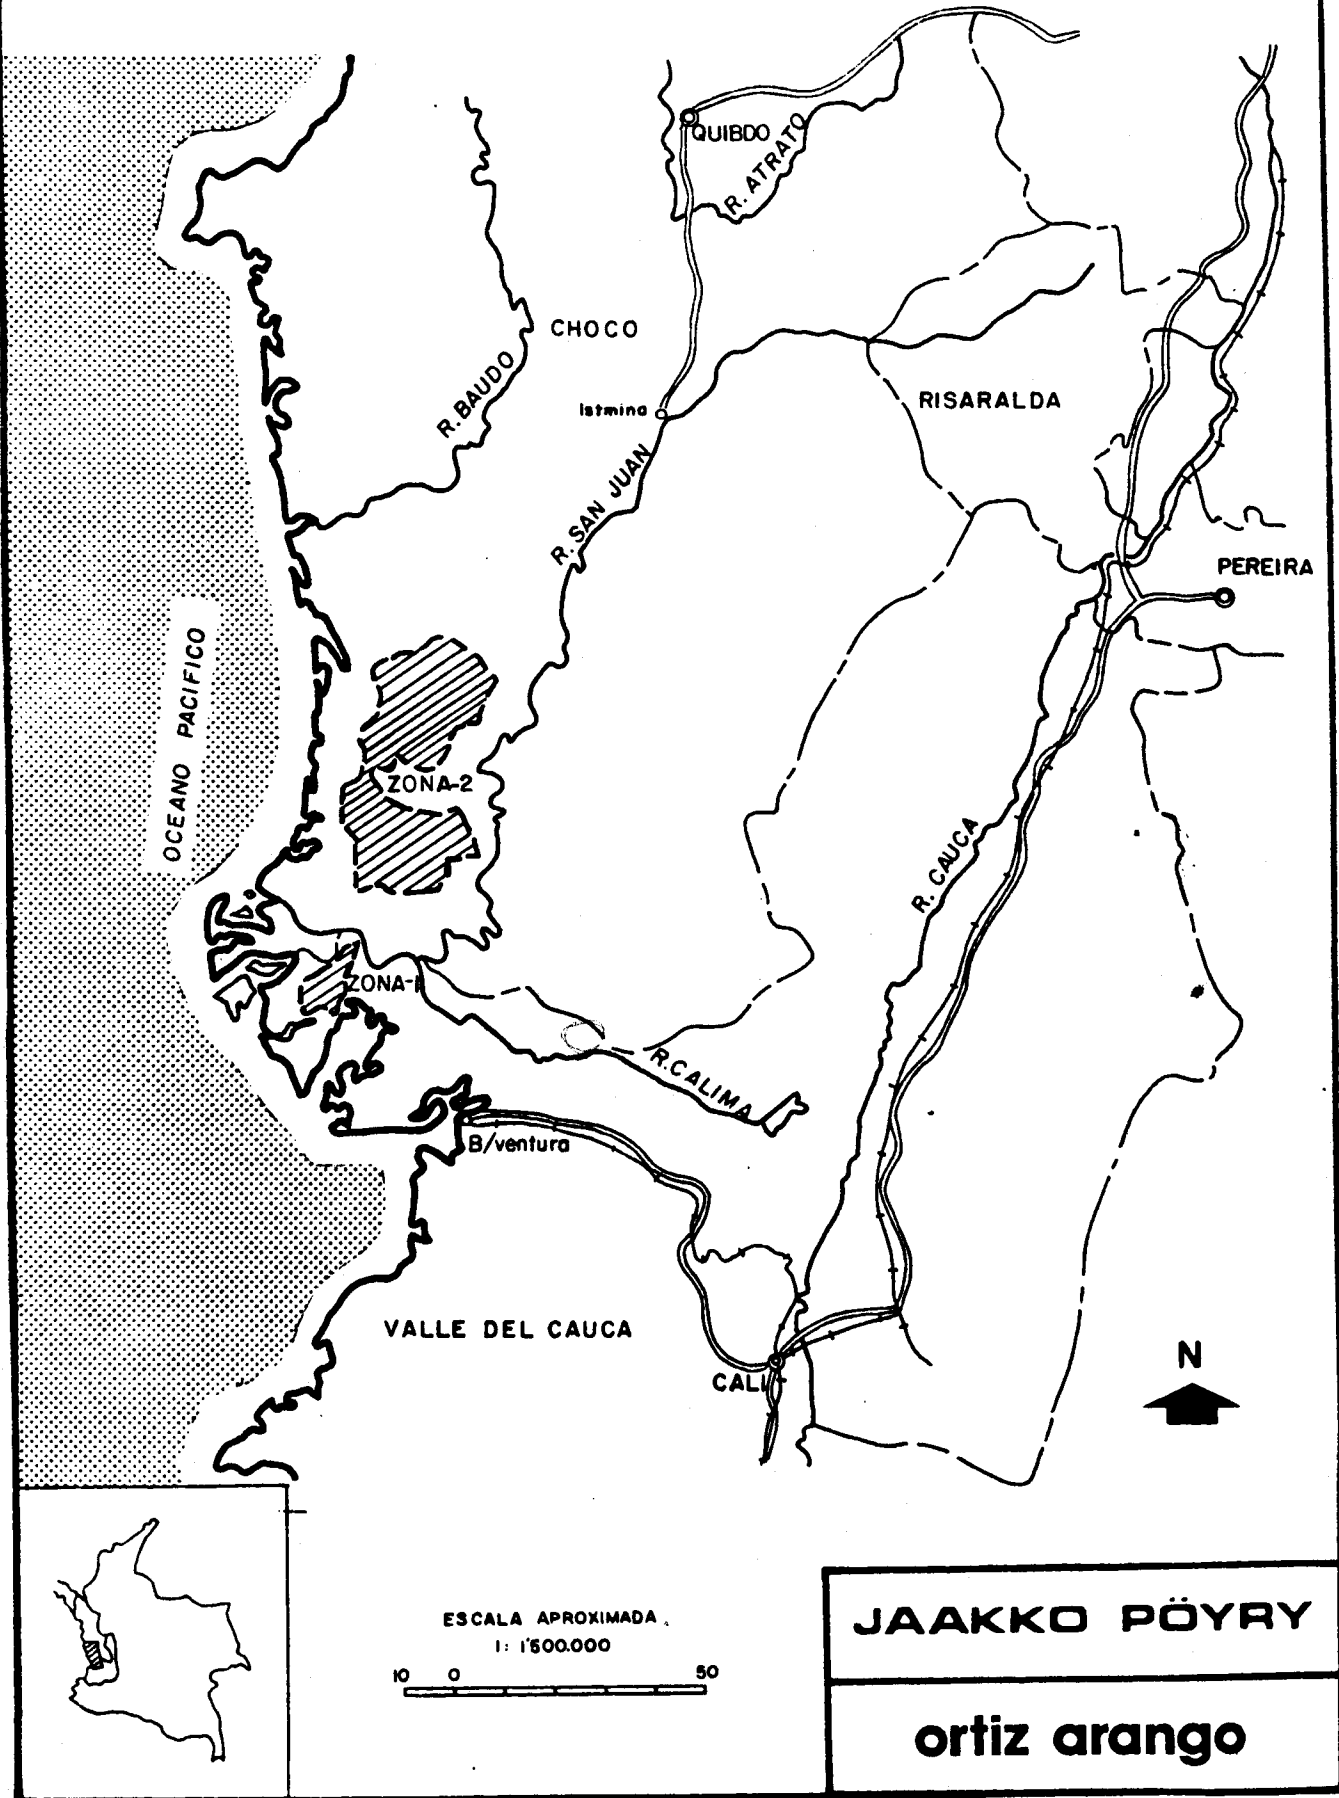 QUIBDO
R. ATRATO
CHOCO
R. BAUDO
Istmina
RISARALDA
R. SAN JUAN
PEREIRA
OCEANO PACIFICO
ZONA-2
R. CAUCA
ZONA-1
R. CALIMA
B/ventura
VALLE DEL CAUCA
CALI
N
ESCALA APROXIMADA
1: 1'500.000
10 0 50
JAAKKO PÖYRY
ortiz arango